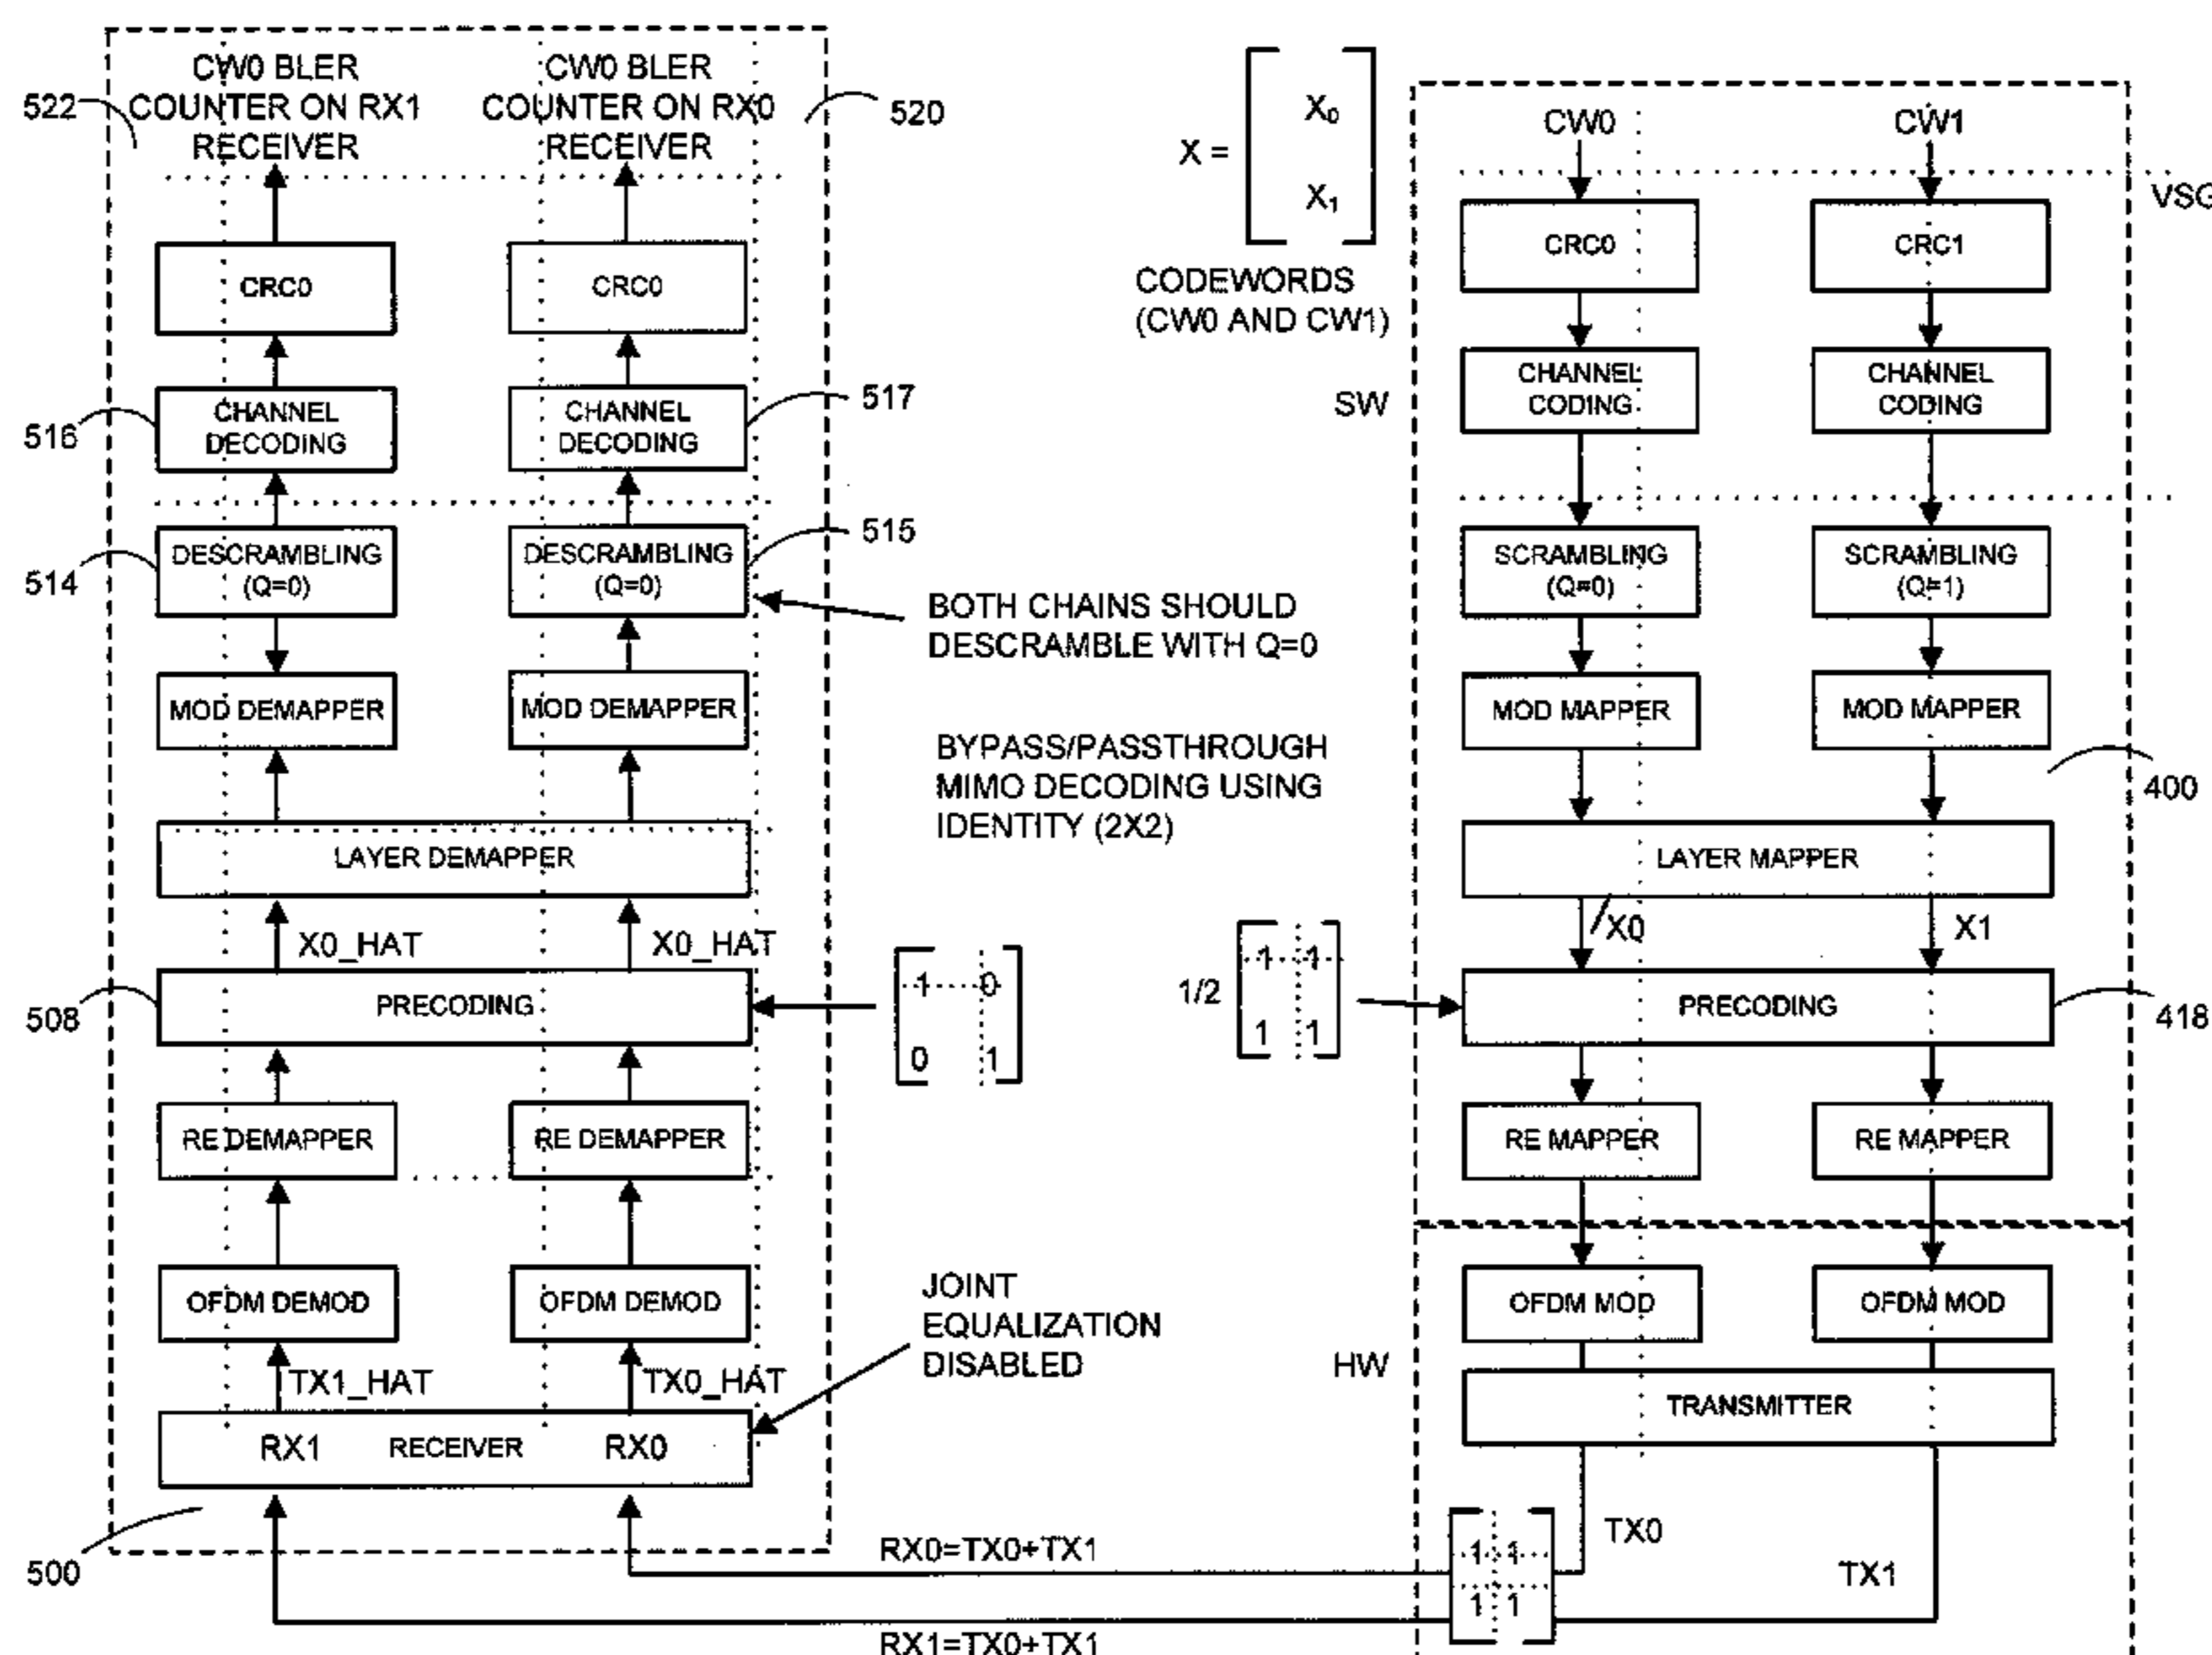 CW0 BLER
COUNTER ON RX1
RECEIVER
CW0 BLER
COUNTER ON RX0
RECEIVER
522
520
CRC0
CRC0
516
CHANNEL
DECODING
CHANNEL
DECODING
517
514
DESCRAMBLING
(Q=0)
DESCRAMBLING
(Q=0)
515
BOTH CHAINS SHOULD
DESCRAMBLE WITH Q=0
MOD DEMAPPER
MOD DEMAPPER
BYPASS/PASSTHROUGH
MIMO DECODING USING
IDENTITY (2X2)
LAYER DEMAPPER
X0_HAT
X0_HAT
508
PRECODING
1 0
0 1
RE DEMAPPER
RE DEMAPPER
OFDM DEMOD
OFDM DEMOD
JOINT
EQUALIZATION
DISABLED
TX1_HAT
TX0_HAT
RX1
RECEIVER
RX0
500
RX0=TX0+TX1
RX1=TX0+TX1
X =
X₀
X₁
CODEWORDS
(CW0 AND CW1)
SW
CW0
CW1
VSG
CRC0
CRC1
CHANNEL
CODING
CHANNEL
CODING
SCRAMBLING
(Q=0)
SCRAMBLING
(Q=1)
MOD MAPPER
MOD MAPPER
400
LAYER MAPPER
X0
X1
1/2
1 1
1 1
PRECODING
418
RE MAPPER
RE MAPPER
HW
OFDM MOD
OFDM MOD
TRANSMITTER
TX0
TX1
1 1
1 1